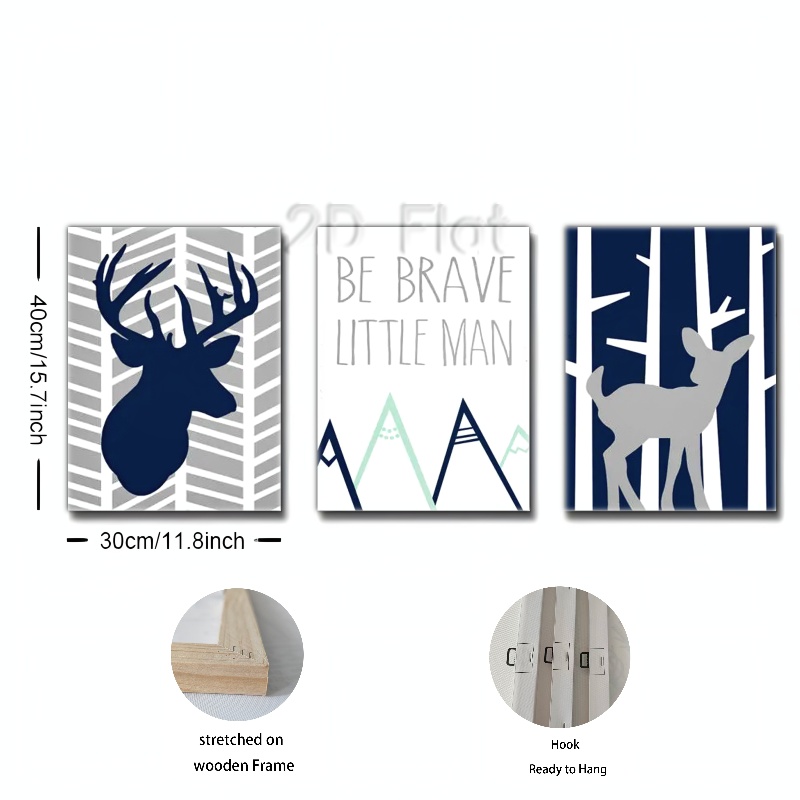 2D Flat
BE BRAVE
LITTLE MAN
40cm/15.7inch
30cm/11.8inch
stretched on
wooden Frame
Hook
Ready to Hang